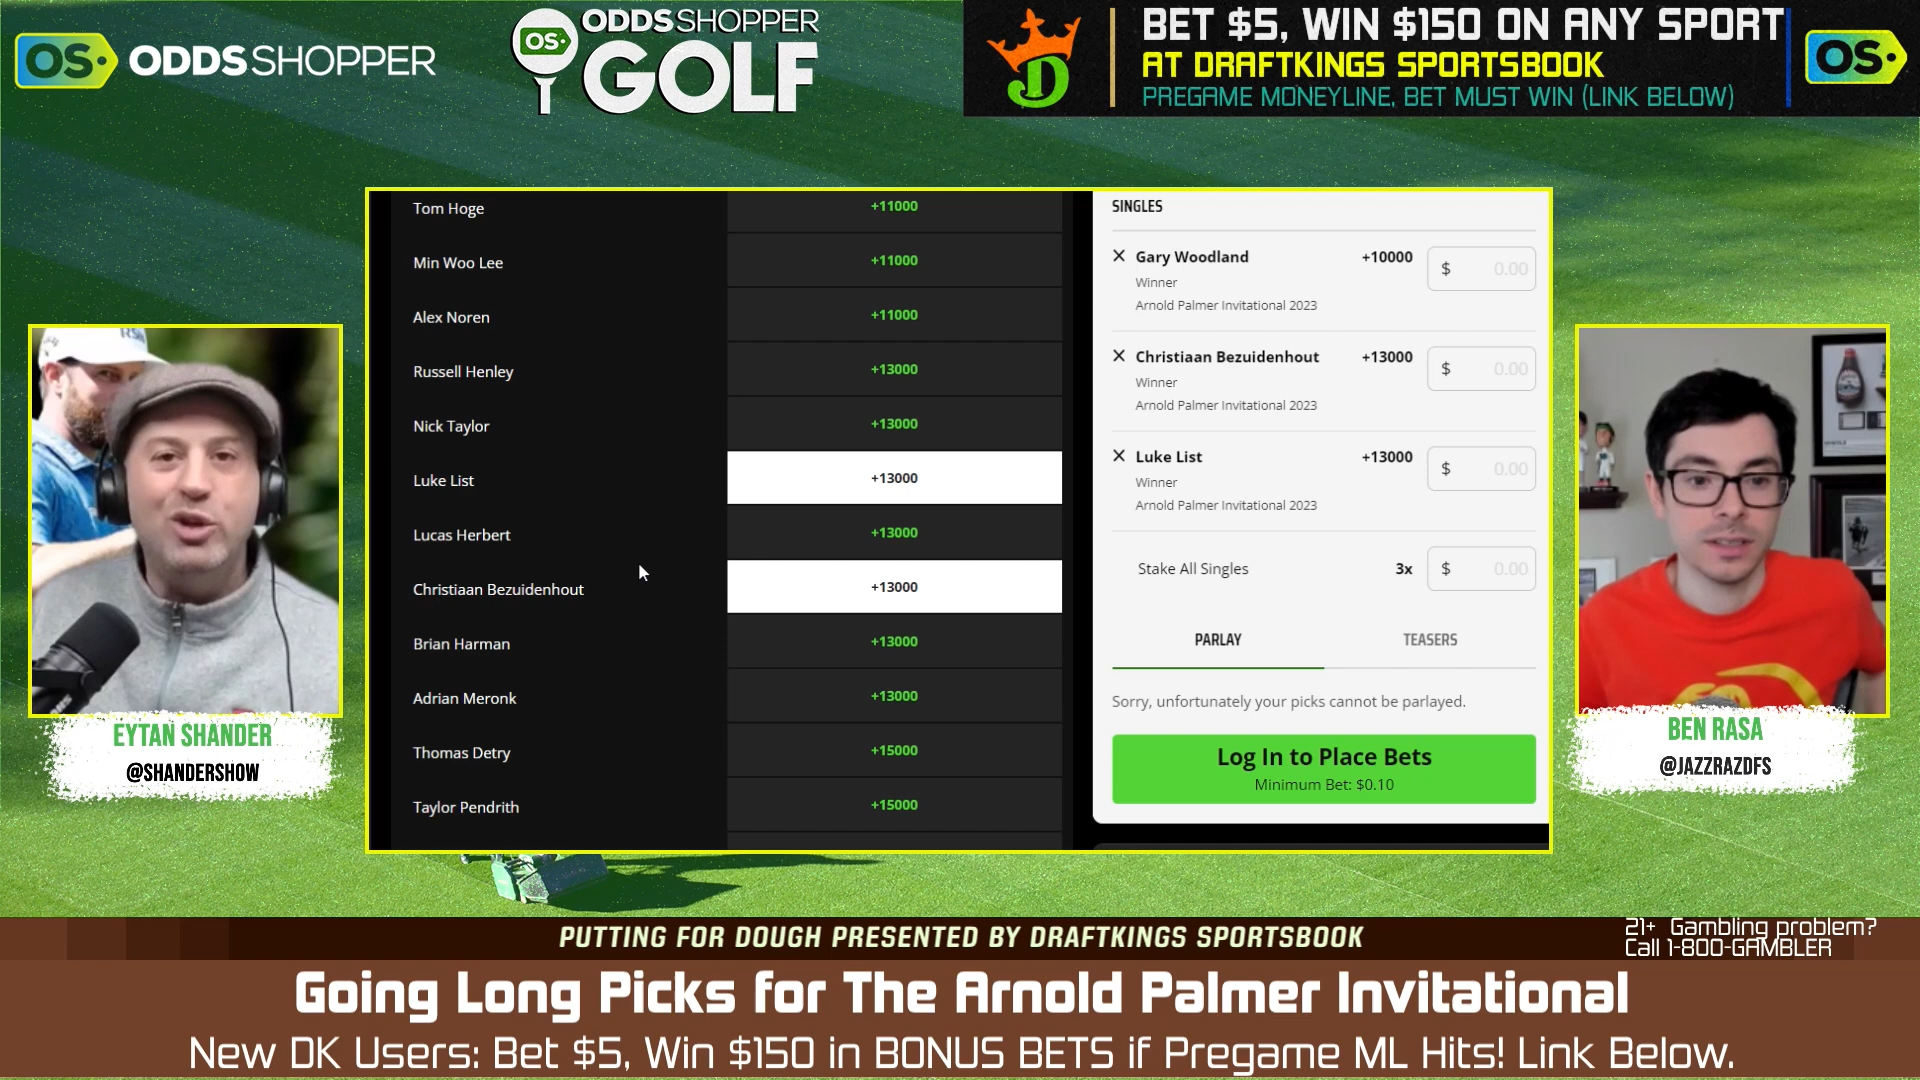 OS. ODDSSHOPPER
OS. ODDSSHOPPER
GOLF
BET $5, WIN $150 ON ANY SPORT
AT DRAFTKINGS SPORTSBOOK
PREGAME MONEYLINE, BET MUST WIN (LINK BELOW)
OS.
Tom Hoge +11000
Min Woo Lee +11000
Alex Noren +11000
Russell Henley +13000
Nick Taylor +13000
Luke List +13000
Lucas Herbert +13000
Christiaan Bezuidenhout +13000
Brian Harman +13000
Adrian Meronk +13000
Thomas Detry +15000
Taylor Pendrith +15000
SINGLES
Gary Woodland +10000 $ 0.00
Winner
Arnold Palmer Invitational 2023
Christiaan Bezuidenhout +13000 $ 0.00
Winner
Arnold Palmer Invitational 2023
Luke List +13000 $ 0.00
Winner
Arnold Palmer Invitational 2023
Stake All Singles 3x $ 0.00
PARLAY TEASERS
Sorry, unfortunately your picks cannot be parlayed.
Log In to Place Bets
Minimum Bet: $0.10
EYTAN SHANDER
@SHANDERSHOW
BEN RASA
@JAZZRAZDFS
PUTTING FOR DOUGH PRESENTED BY DRAFTKINGS SPORTSBOOK
21+ Gambling problem?
Call 1-800-GAMBLER
Going Long Picks for The Arnold Palmer Invitational
New DK Users: Bet $5, Win $150 in BONUS BETS if Pregame ML Hits! Link Below.